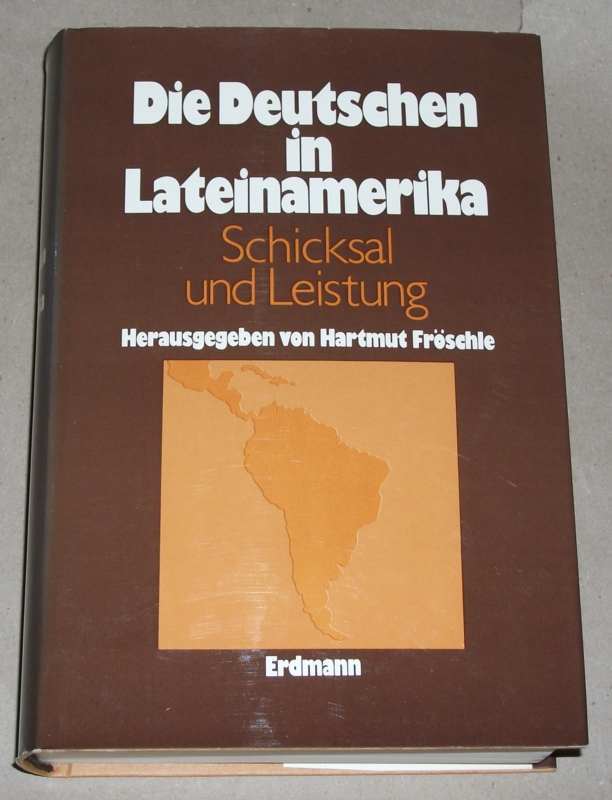 Die Deutschen
in
Lateinamerika
Schicksal
und Leistung
Herausgegeben von Hartmut Fröschle
Erdmann